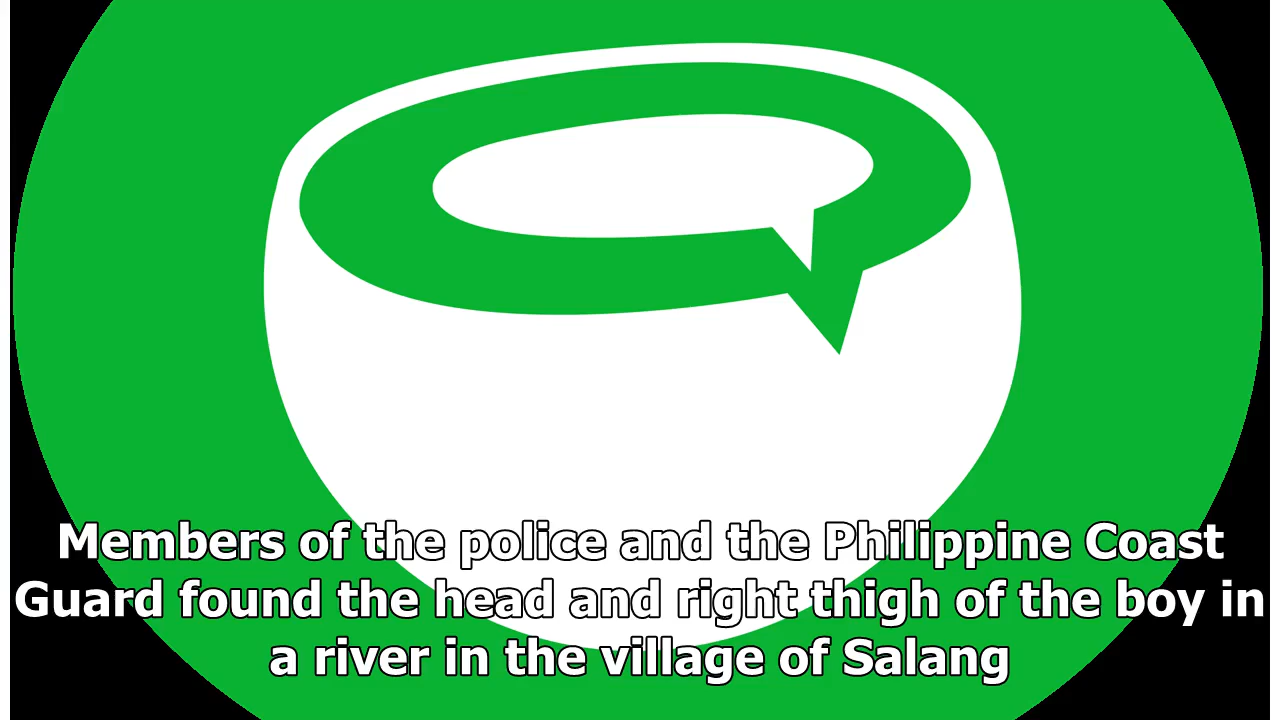 Members of the police and the Philippine Coast
Guard found the head and right thigh of the boy in
a river in the village of Salang